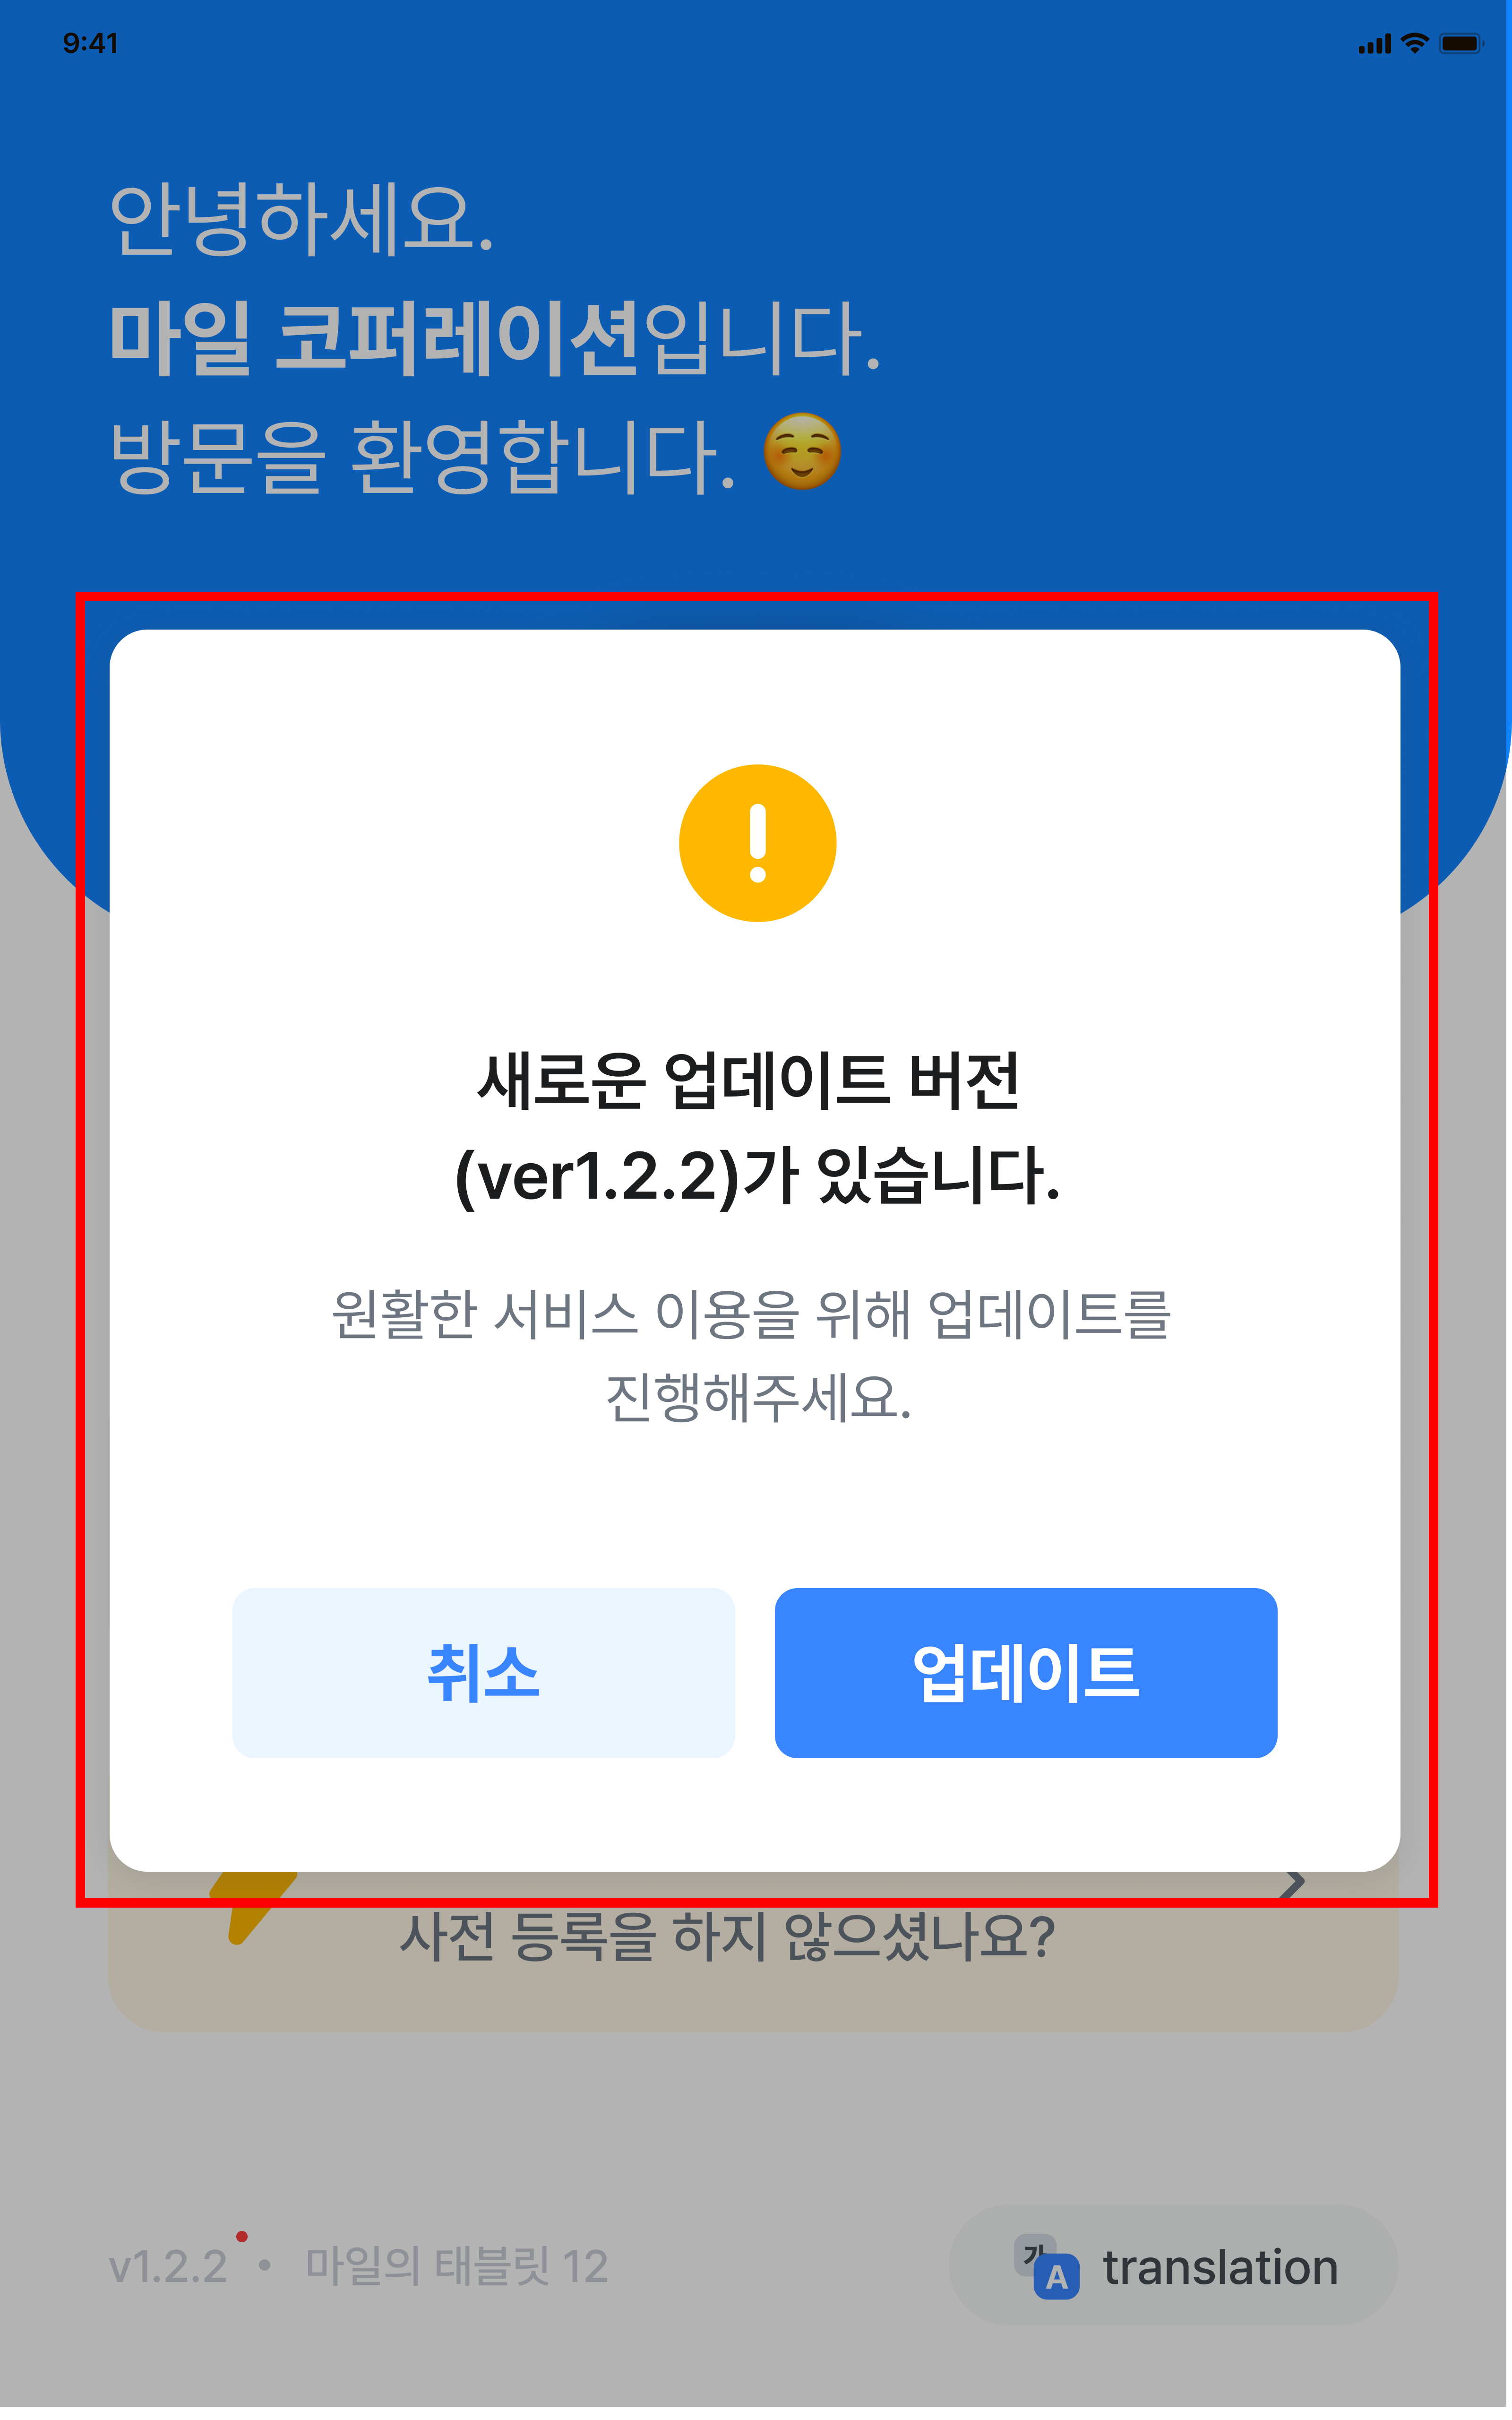 9:41
안녕하세요.
마일 코퍼레이션입니다.
방문을 환영합니다.
새로운 업데이트 버전
(ver1.2.2)가 있습니다.
원활한 서비스 이용을 위해 업데이트를
진행해주세요.
취소
업데이트
사전 등록을 하지 않으셨나요?
v1.2.2 • 마일의 태블릿 12
A translation